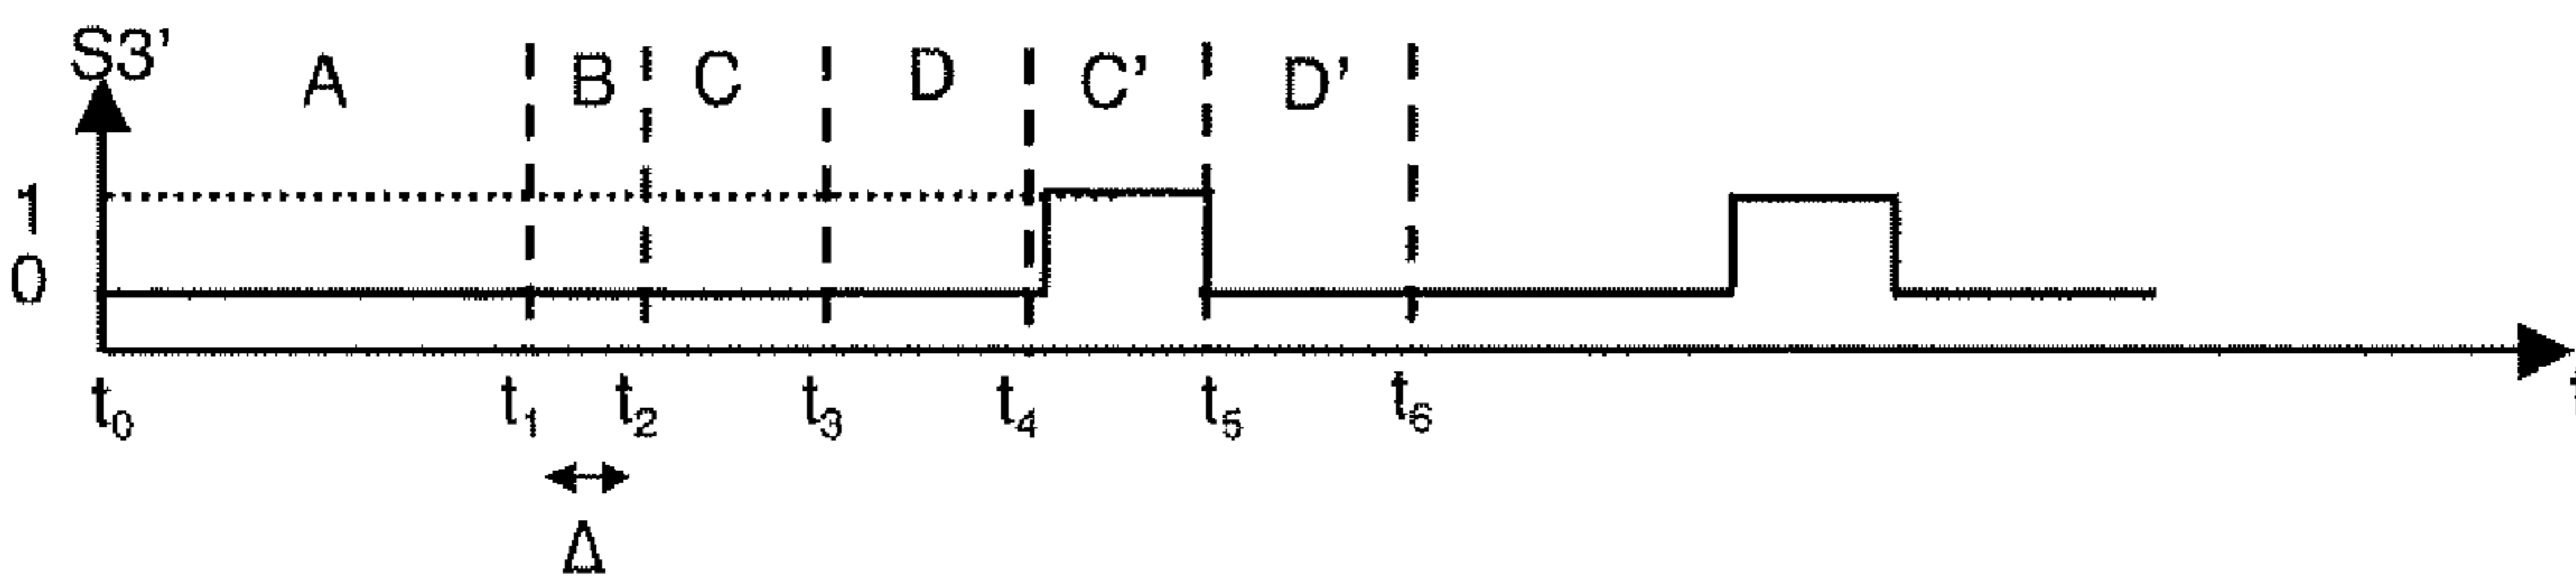 S3'
A B C D C' D'
1
0
t₀ t₁ t₂ t₃ t₄ t₅ t₆
Δ